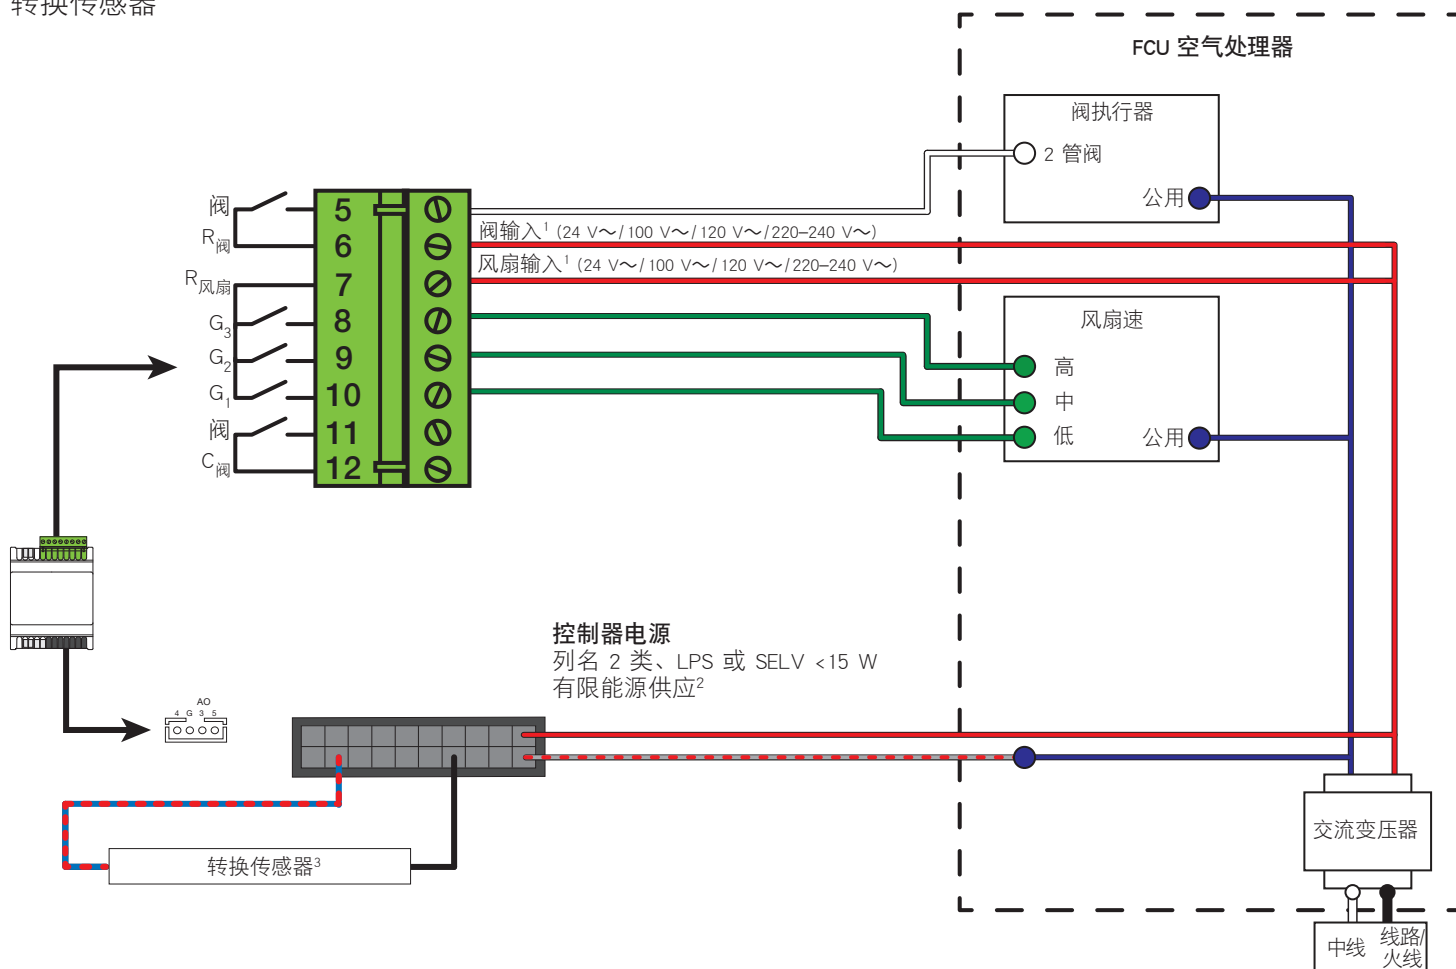 转换传感器
FCU 空气处理器
阀执行器
2 管阀
公用
阀
R阀
R风扇
G3
G2
G1
阀
C阀
5
6
7
8
9
10
11
12
阀输入¹ (24 V～/100 V～/120 V～/220–240 V～)
风扇输入¹ (24 V～/100 V～/120 V～/220–240 V～)
风扇速
高
中
低
公用
控制器电源
列名 2 类、LPS 或 SELV <15 W
有限能源供应²
AO
4 G 3 5
转换传感器³
交流变压器
中线
线路/
火线